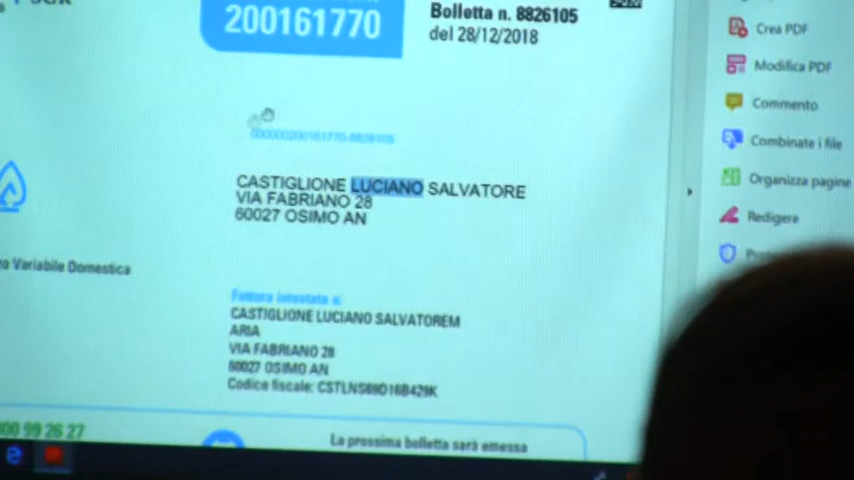 200161770
Bolletta n. 8826105
del 28/12/2018
000000200161770-8826105
CASTIGLIONE LUCIANO SALVATORE
VIA FABRIANO 28
60027 OSIMO AN
Variabile Domestica
Fattura intestata a:
CASTIGLIONE LUCIANO SALVATOREM
ARIA
VIA FABRIANO 28
60027 OSIMO AN
Codice fiscale:
99 26 27
La prossima bolletta sarà emessa
Crea PDF
Modifica PDF
Commento
Combinate i file
Organizza pagine
Redigere